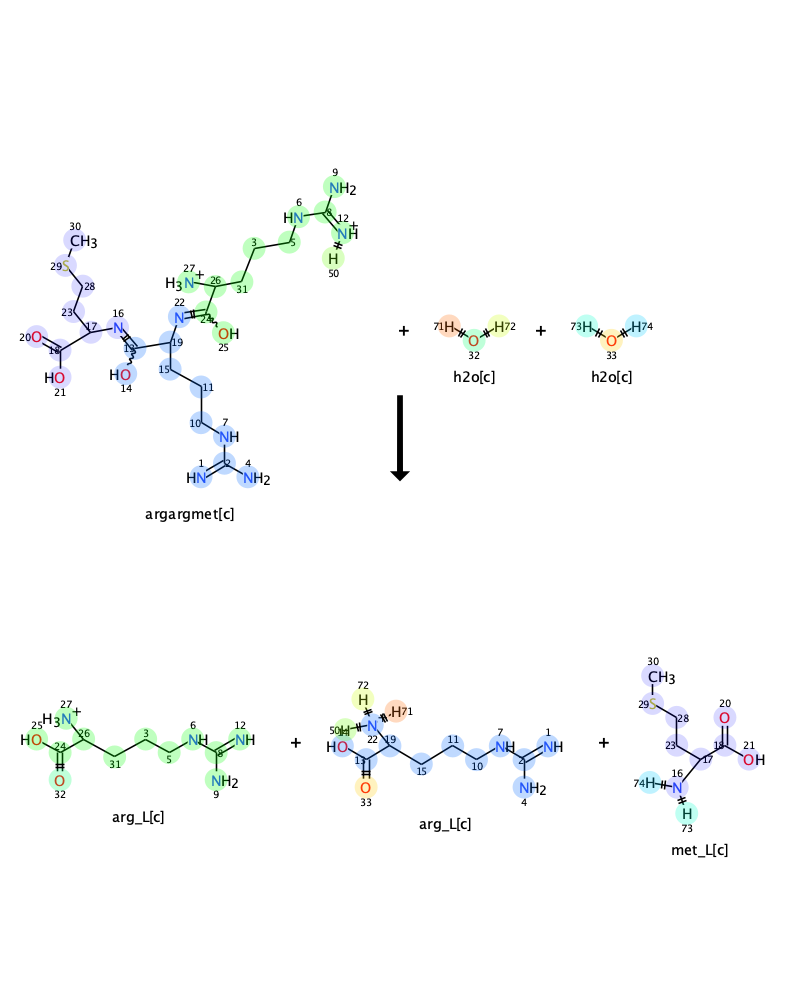 9
NH2
6
HN
8
12
NH
+
3
5
H
50
30
CH3
29
S
28
27
H3N
+
26
31
23
16
N
22
N
24
OH
25
17
20
O
18
13
19
HO
21
HO
14
15
11
10
7
NH
1
HN
2
4
NH2
argargmet[c]
+
71
H
O
32
H
72
h2o[c]
+
73
H
O
33
H
74
h2o[c]
27
H3N
+
25
HO
26
24
O
32
31
3
5
6
NH
8
12
NH
NH2
9
arg_L[c]
+
72
H
H
71
50
H
N
22
19
HO
13
O
33
15
11
10
7
NH
2
1
NH
NH2
4
arg_L[c]
+
30
CH3
29
S
28
23
20
O
18
21
OH
17
16
N
74
H
H
73
met_L[c]